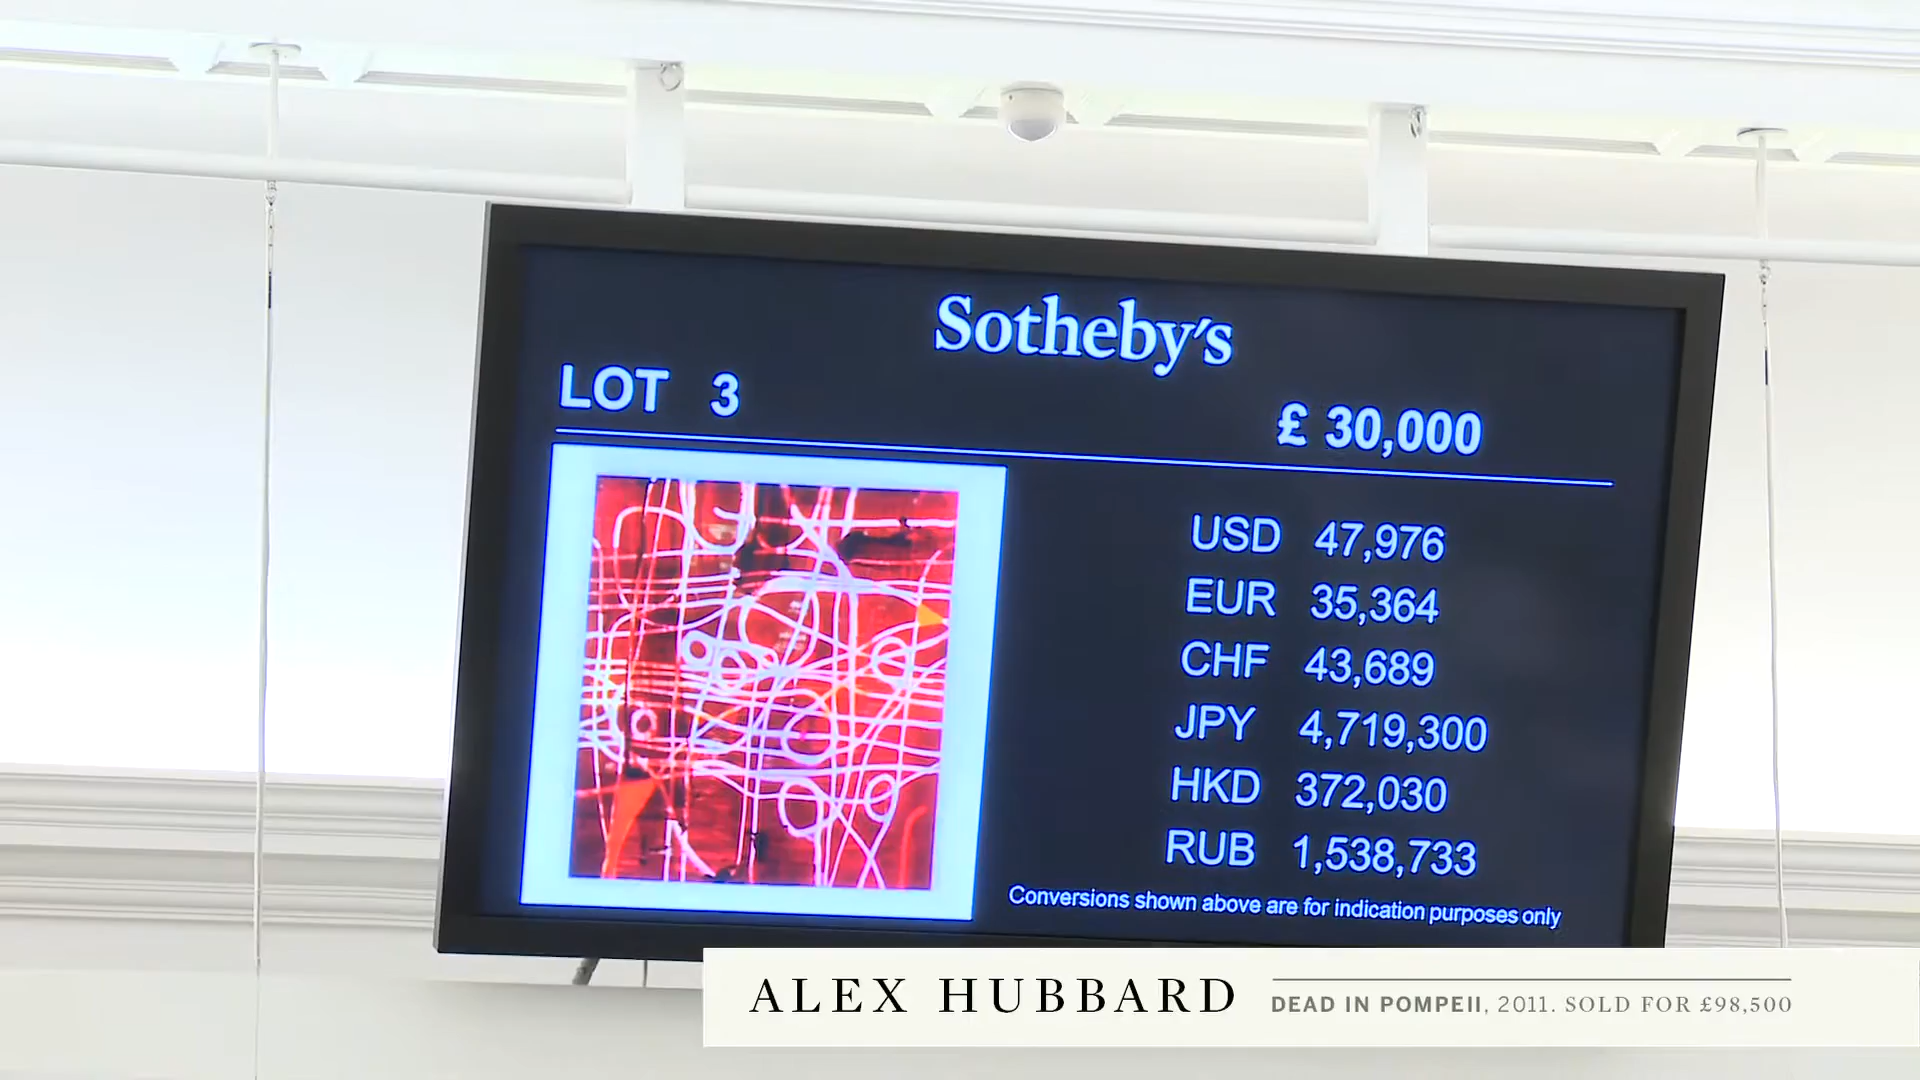 Sotheby's
LOT 3
£ 30,000
USD 47,976
EUR 35,364
CHF 43,689
JPY 4,719,300
HKD 372,030
RUB 1,538,733
Conversions shown above are for indication purposes only
ALEX HUBBARD
DEAD IN POMPEII, 2011. SOLD FOR £98,500